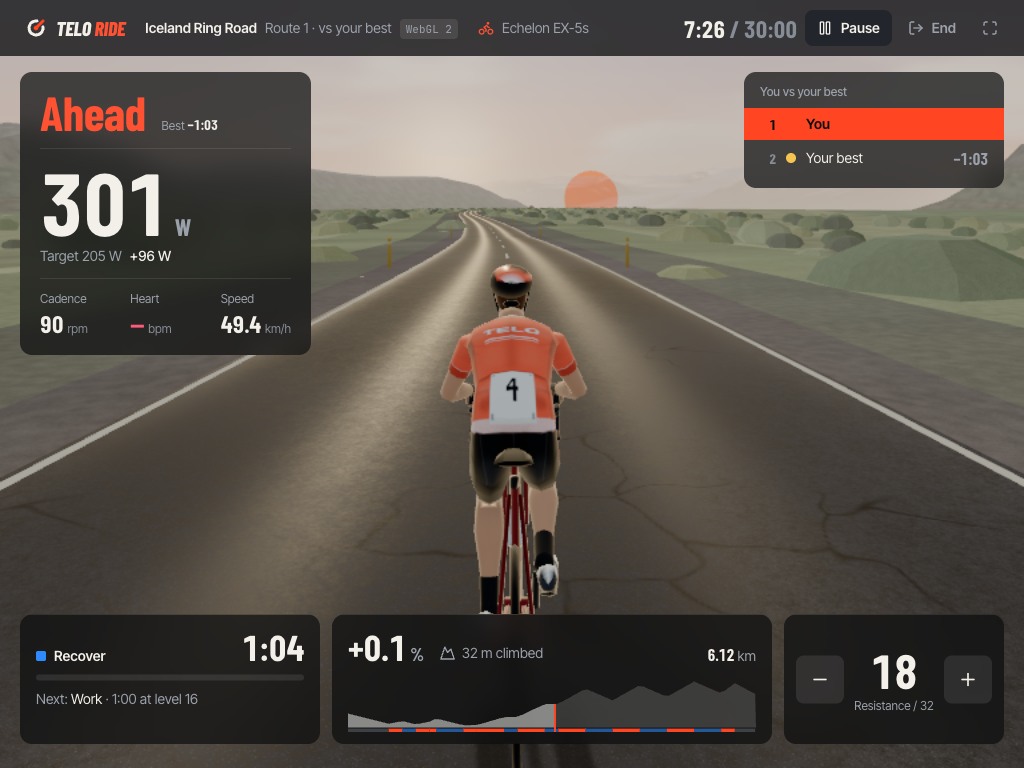 TELO RIDE Iceland Ring Road Route 1 · vs your best WebGL 2 Echelon EX-5s 7:26 / 30:00 Pause End
Ahead Best −1:03
301 W
Target 205 W +96 W
Cadence Heart Speed
90 rpm – bpm 49.4 km/h
You vs your best
1 You
2 Your best −1:03
TELO
4
Recover 1:04
Next: Work · 1:00 at level 16
+0.1 % 32 m climbed 6.12 km
− 18 +
Resistance / 32